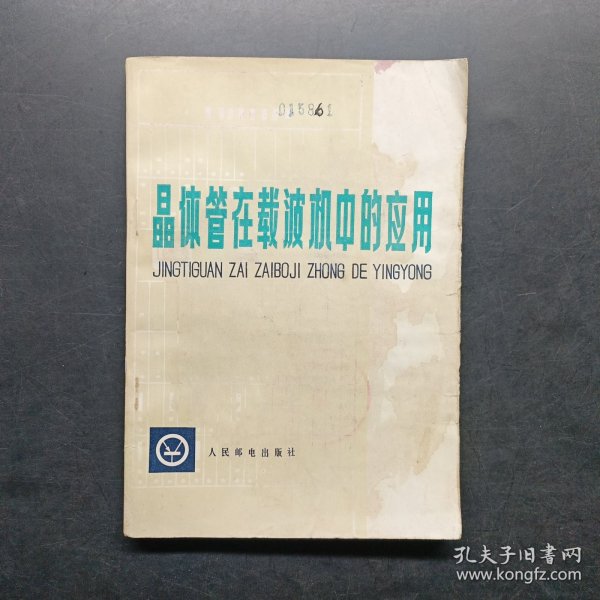 013861
晶体管在载波机中的应用
JINGTIGUAN ZAI ZAIBOJI ZHONG DE YINGYONG
人民邮电出版社
孔夫子旧书网
www.kongfz.com